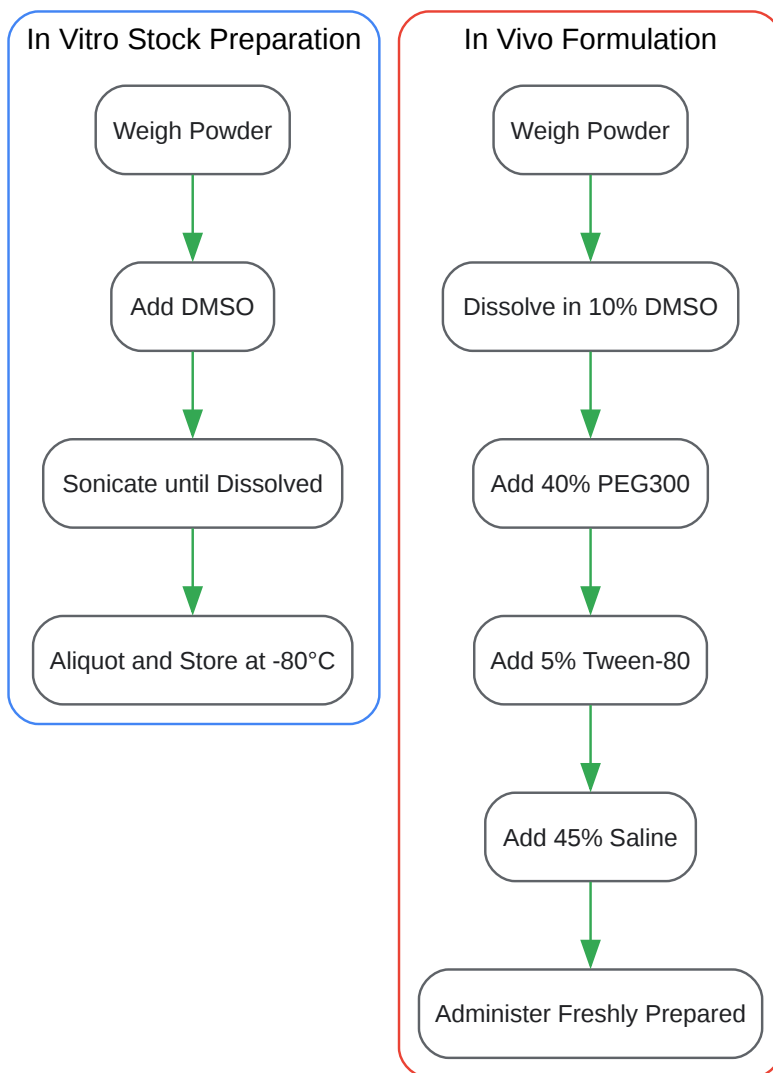 In Vitro Stock Preparation
Weigh Powder
Add DMSO
Sonicate until Dissolved
Aliquot and Store at -80°C
In Vivo Formulation
Weigh Powder
Dissolve in 10% DMSO
Add 40% PEG300
Add 5% Tween-80
Add 45% Saline
Administer Freshly Prepared